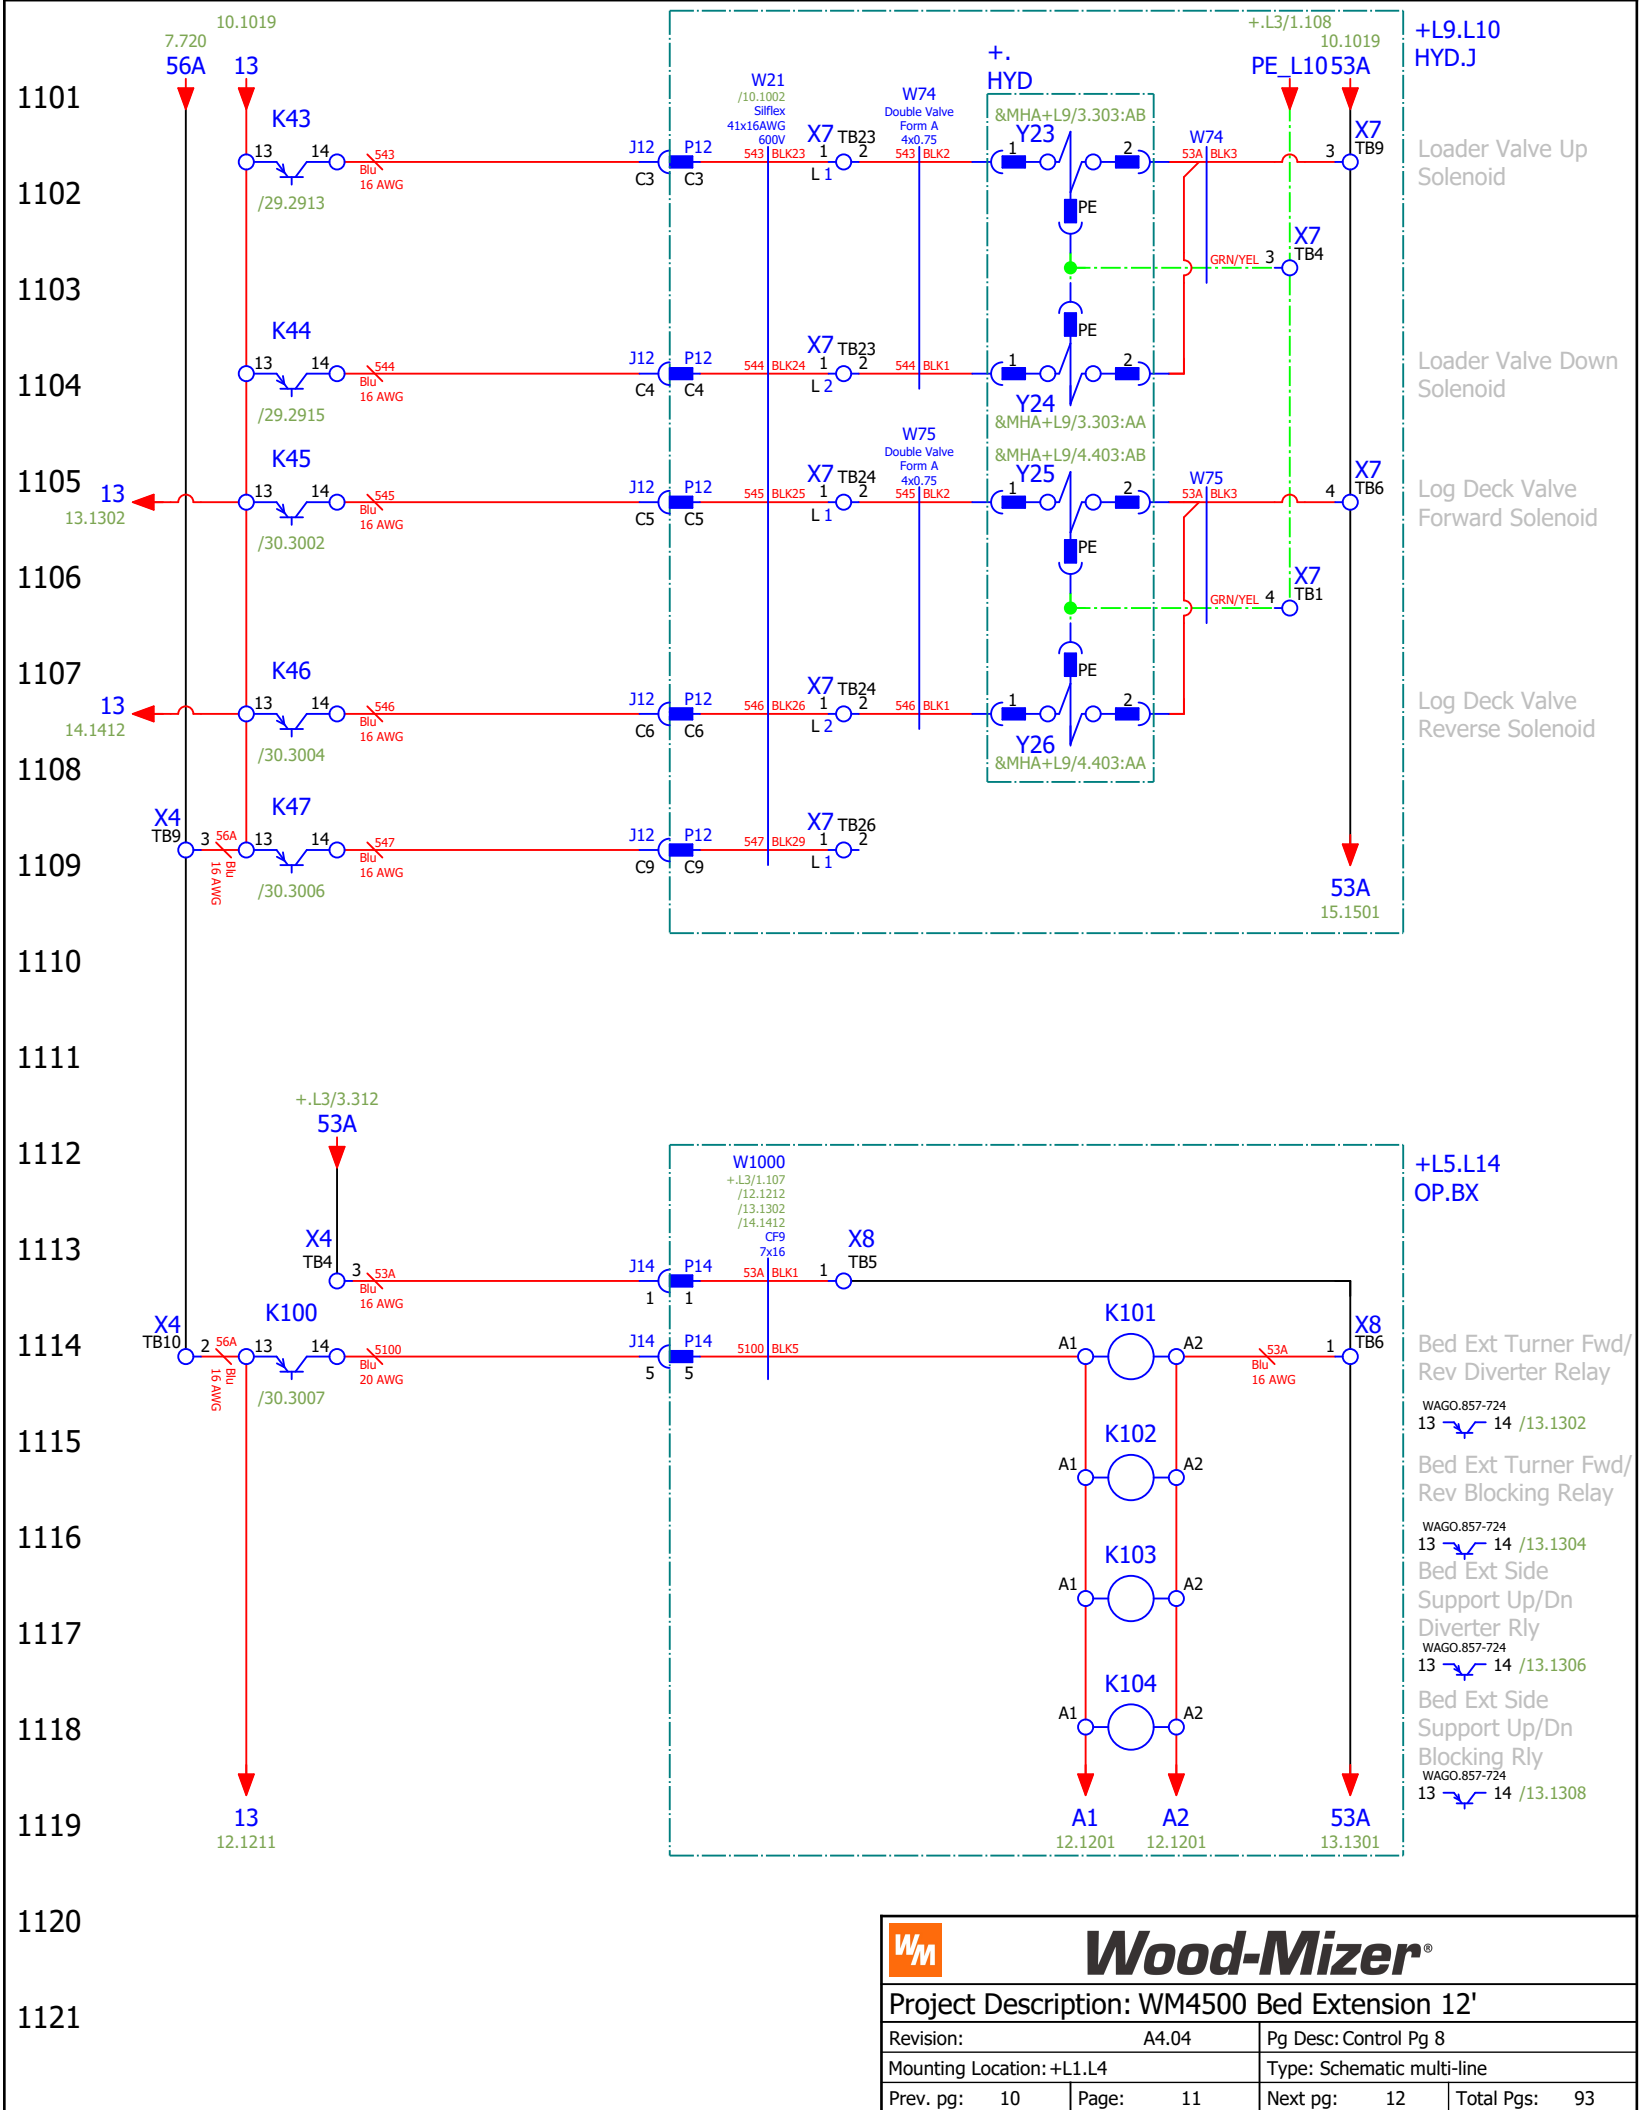 10.1019
7.720
56A 13
+.L3/1.108
10.1019
PE_L10 53A
+L9.L10
HYD.J
1101
K43
W21
/10.1002
Silflex
41x16AWG
600V
W74
Double Valve
Form A
4x0.75
+.
HYD
&MHA+L9/3.303:AB
Y23
W74
13 14 543
Blu
16 AWG
J12 P12
C3 C3
543 BLK23
X7 TB23
1 2
L 1
543 BLK2
1 2
53A BLK3
3
X7
TB9
Loader Valve Up
Solenoid
/29.2913
1102
PE
X7
TB4
GRN/YEL 3
1103
PE
K44
13 14 544
Blu
16 AWG
/29.2915
J12 P12
C4 C4
544 BLK24
X7 TB23
1 2
L 2
544 BLK1
1 2
Y24
&MHA+L9/3.303:AA
Loader Valve Down
Solenoid
1104
K45
W75
Double Valve
Form A
4x0.75
&MHA+L9/4.403:AB
Y25
W75
1105
13
13.1302
13 14 545
Blu
16 AWG
/30.3002
J12 P12
C5 C5
545 BLK25
X7 TB24
1 2
L 1
545 BLK2
1 2
53A BLK3
4
X7
TB6
Log Deck Valve
Forward Solenoid
PE
1106
X7
TB1
GRN/YEL 4
1107
K46
PE
13
14.1412
13 14 546
Blu
16 AWG
/30.3004
J12 P12
C6 C6
546 BLK26
X7 TB24
1 2
L 2
546 BLK1
1 2
Y26
&MHA+L9/4.403:AA
Log Deck Valve
Reverse Solenoid
1108
X4
TB9
3 56A
Blu
16 AWG
K47
13 14 547
Blu
16 AWG
/30.3006
J12 P12
C9 C9
547 BLK29
X7 TB26
1 2
L 1
1109
53A
15.1501
1110
1111
+.L3/3.312
53A
1112
W1000
+.L3/1.107
/12.1212
/13.1302
/14.1412
CF9
7x16
+L5.L14
OP.BX
1113
X4
TB4
3 53A
Blu
16 AWG
J14 P14
1 1
53A BLK1
1
X8
TB5
1114
X4
TB10
2 56A
Blu
16 AWG
K100
13 14 5100
Blu
20 AWG
/30.3007
J14 P14
5 5
5100 BLK5
K101
A1 A2
53A
Blu
16 AWG
1
X8
TB6
Bed Ext Turner Fwd/
Rev Diverter Relay
WAGO.857-724
13 14 /13.1302
1115
K102
A1 A2
Bed Ext Turner Fwd/
Rev Blocking Relay
WAGO.857-724
13 14 /13.1304
1116
K103
A1 A2
Bed Ext Side
Support Up/Dn
Diverter Rly
WAGO.857-724
13 14 /13.1306
1117
K104
A1 A2
Bed Ext Side
Support Up/Dn
Blocking Rly
WAGO.857-724
13 14 /13.1308
1118
1119
13
12.1211
A1
12.1201
A2
12.1201
53A
13.1301
1120
1121
WM
Wood-Mizer®
Project Description: WM4500 Bed Extension 12'
Revision: A4.04 Pg Desc: Control Pg 8
Mounting Location: +L1.L4 Type: Schematic multi-line
Prev. pg: 10 Page: 11 Next pg: 12 Total Pgs: 93